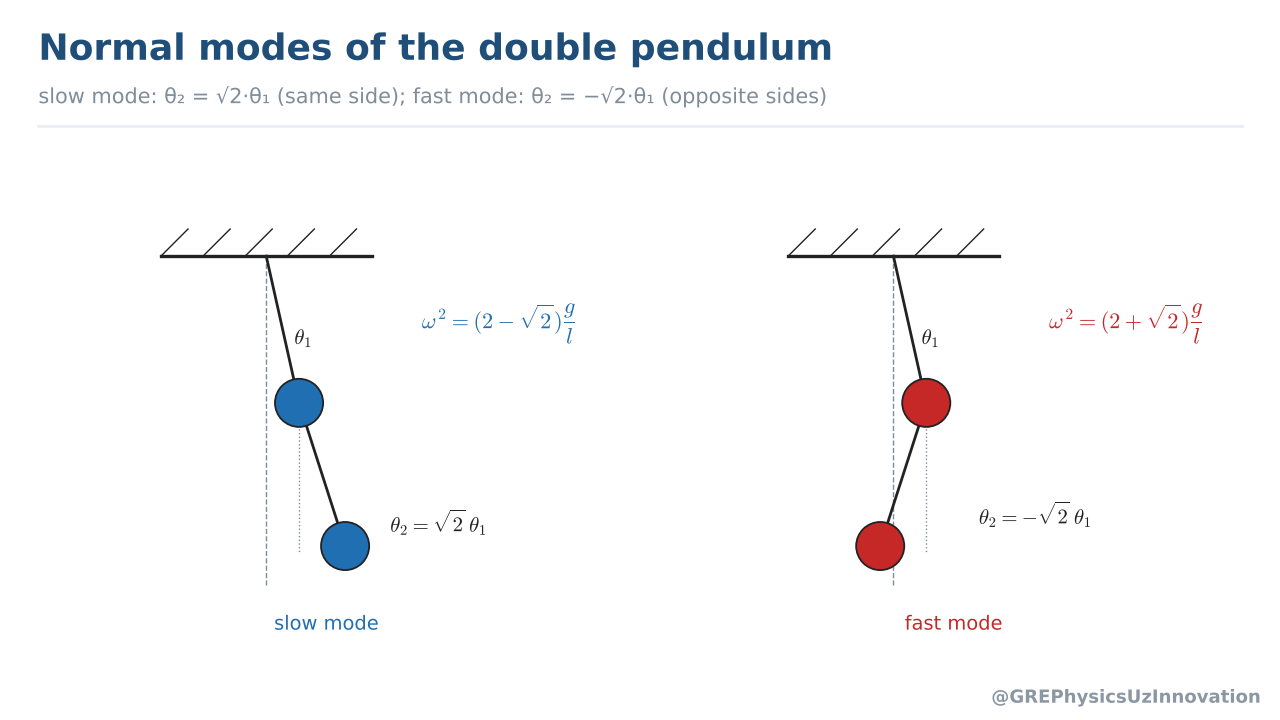 Normal modes of the double pendulum
slow mode: θ₂ = √2·θ₁ (same side); fast mode: θ₂ = −√2·θ₁ (opposite sides)
ω² = (2 − √2)g/l
ω² = (2 + √2)g/l
θ₁
θ₁
θ₂ = √2 θ₁
θ₂ = −√2 θ₁
slow mode
fast mode
@GREPhysicsUzInnovation